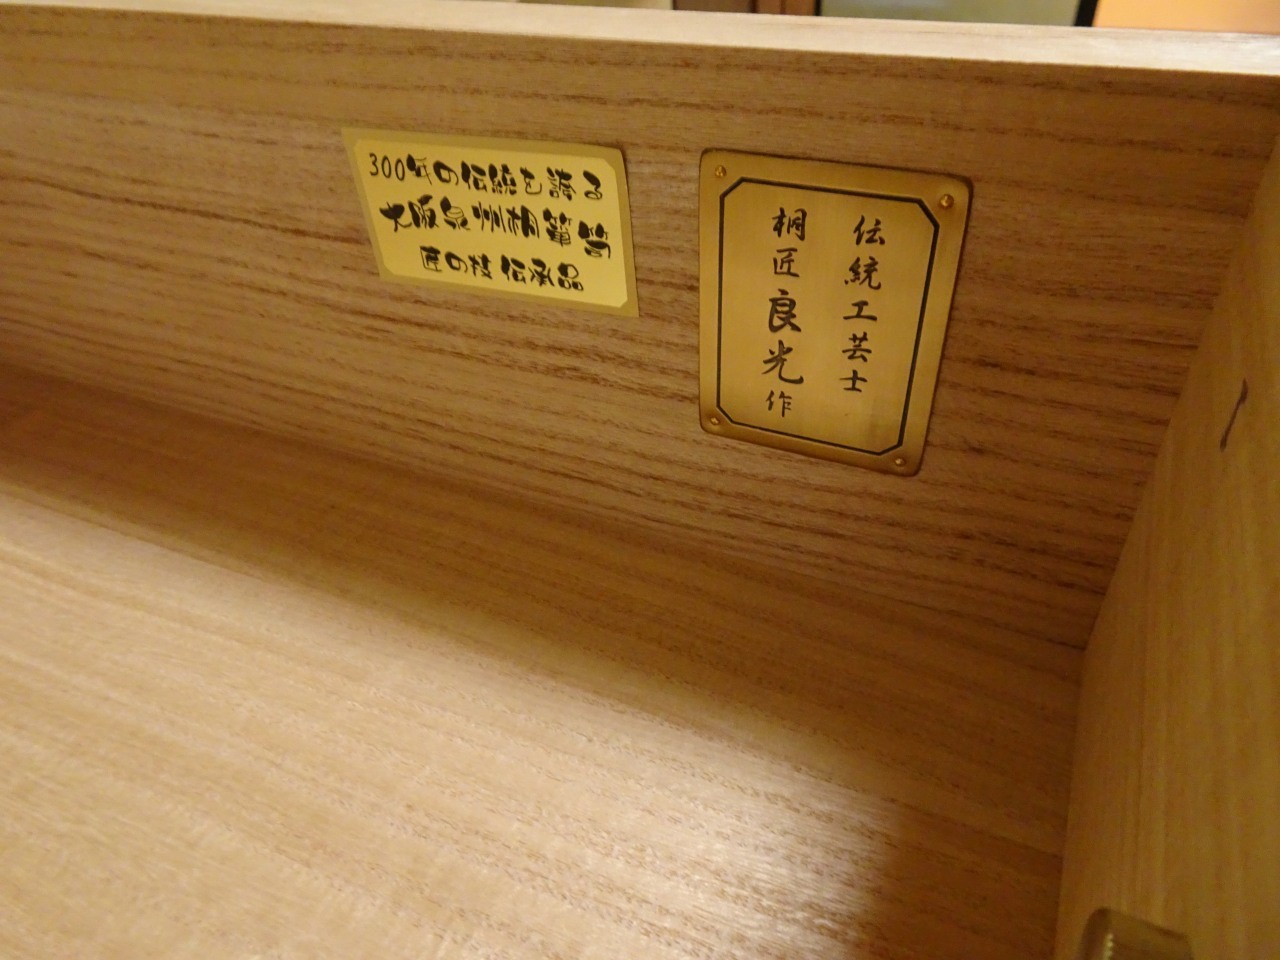 300年の伝統を誇る
大阪泉州桐箪笥
匠の技伝承品
伝統工芸士
桐匠良光作